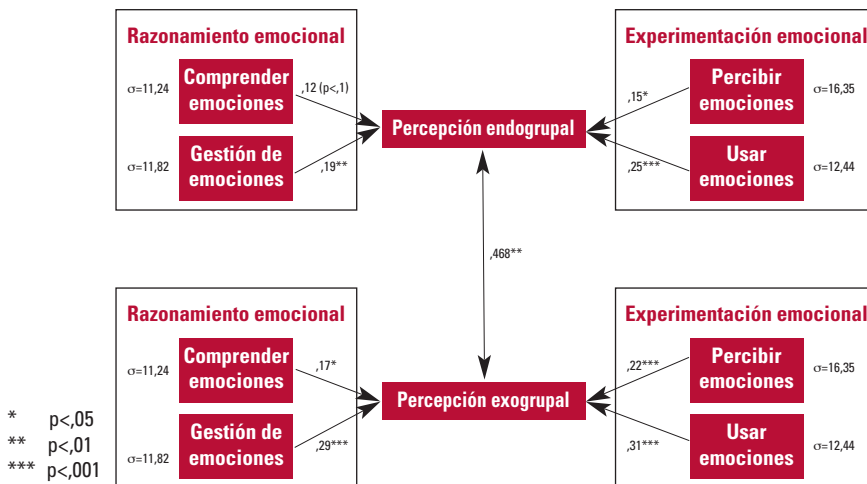 Razonamiento emocional
σ=11,24
Comprender
emociones
,12 (p<,1)
σ=11,82
Gestión de
emociones
,19**
Percepción endogrupal
Experimentación emocional
,15*
Percibir
emociones
σ=16,35
,25***
Usar
emociones
σ=12,44
,468**
Razonamiento emocional
σ=11,24
Comprender
emociones
,17*
σ=11,82
Gestión de
emociones
,29***
Percepción exogrupal
Experimentación emocional
,22***
Percibir
emociones
σ=16,35
,31***
Usar
emociones
σ=12,44
* p<,05
** p<,01
*** p<,001